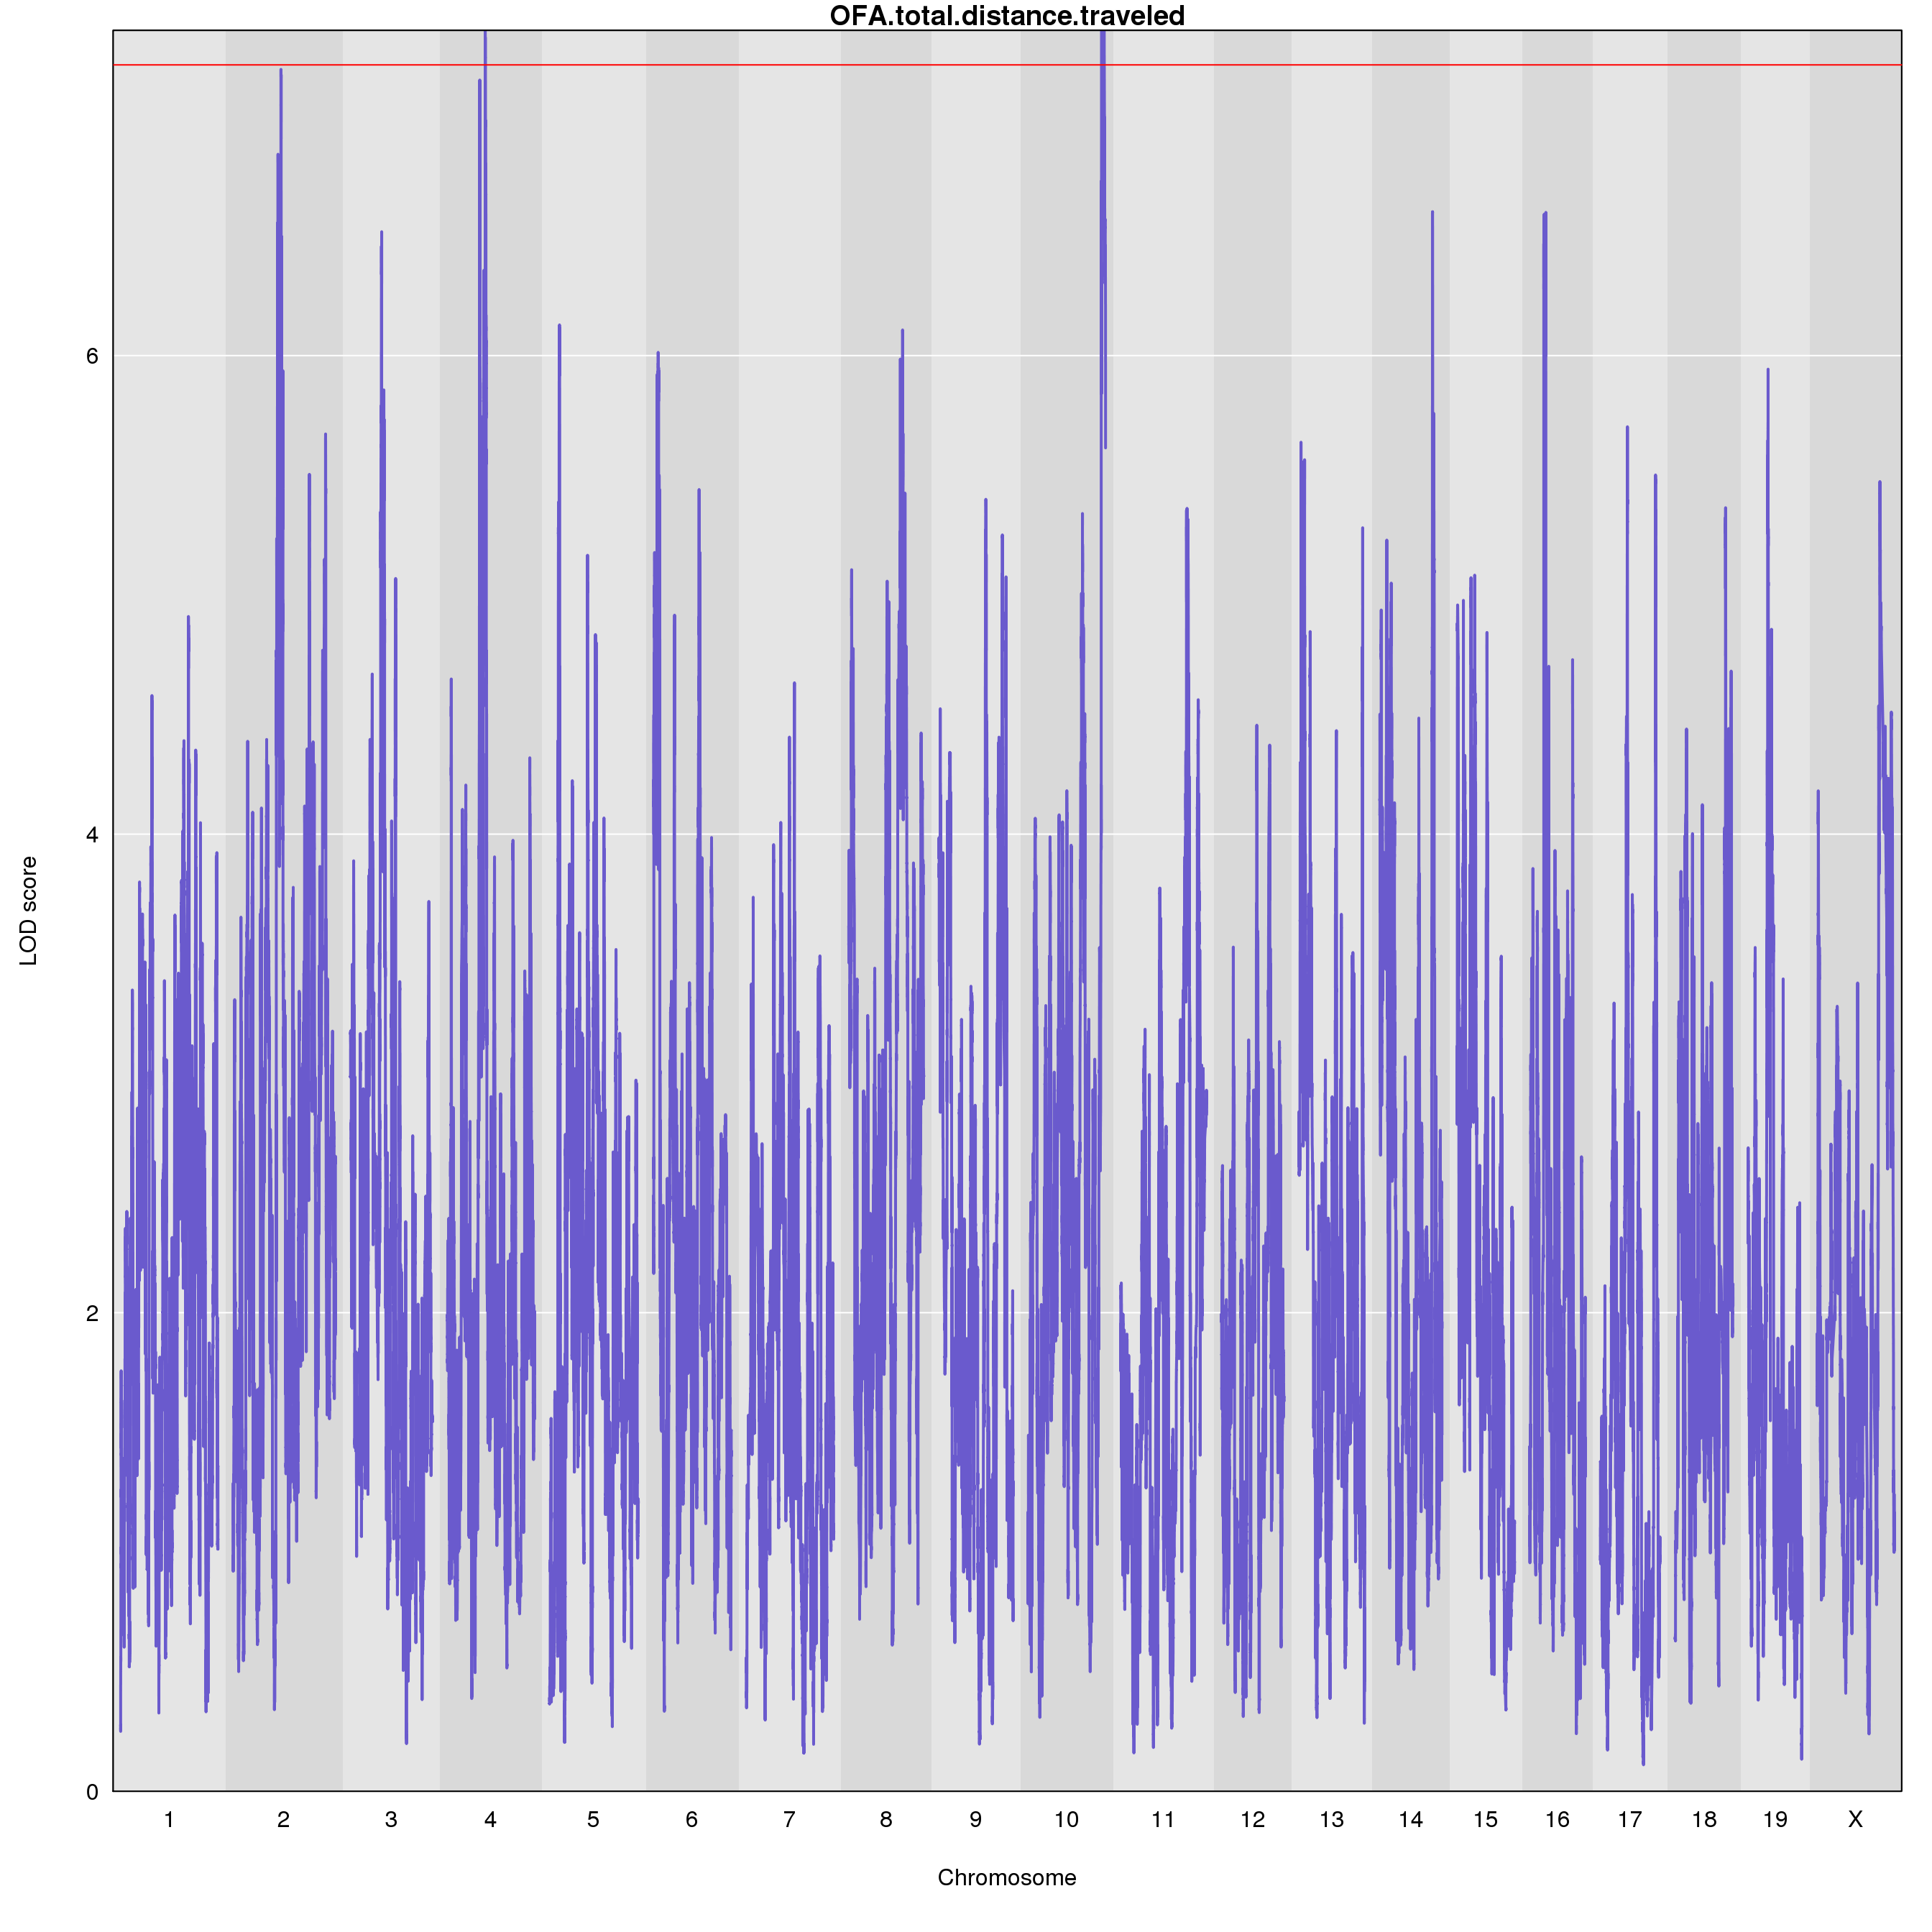 OFA.total.distance.traveled
LOD score
6
4
2
0
1 2 3 4 5 6 7 8 9 10 11 12 13 14 15 16 17 18 19 X
Chromosome